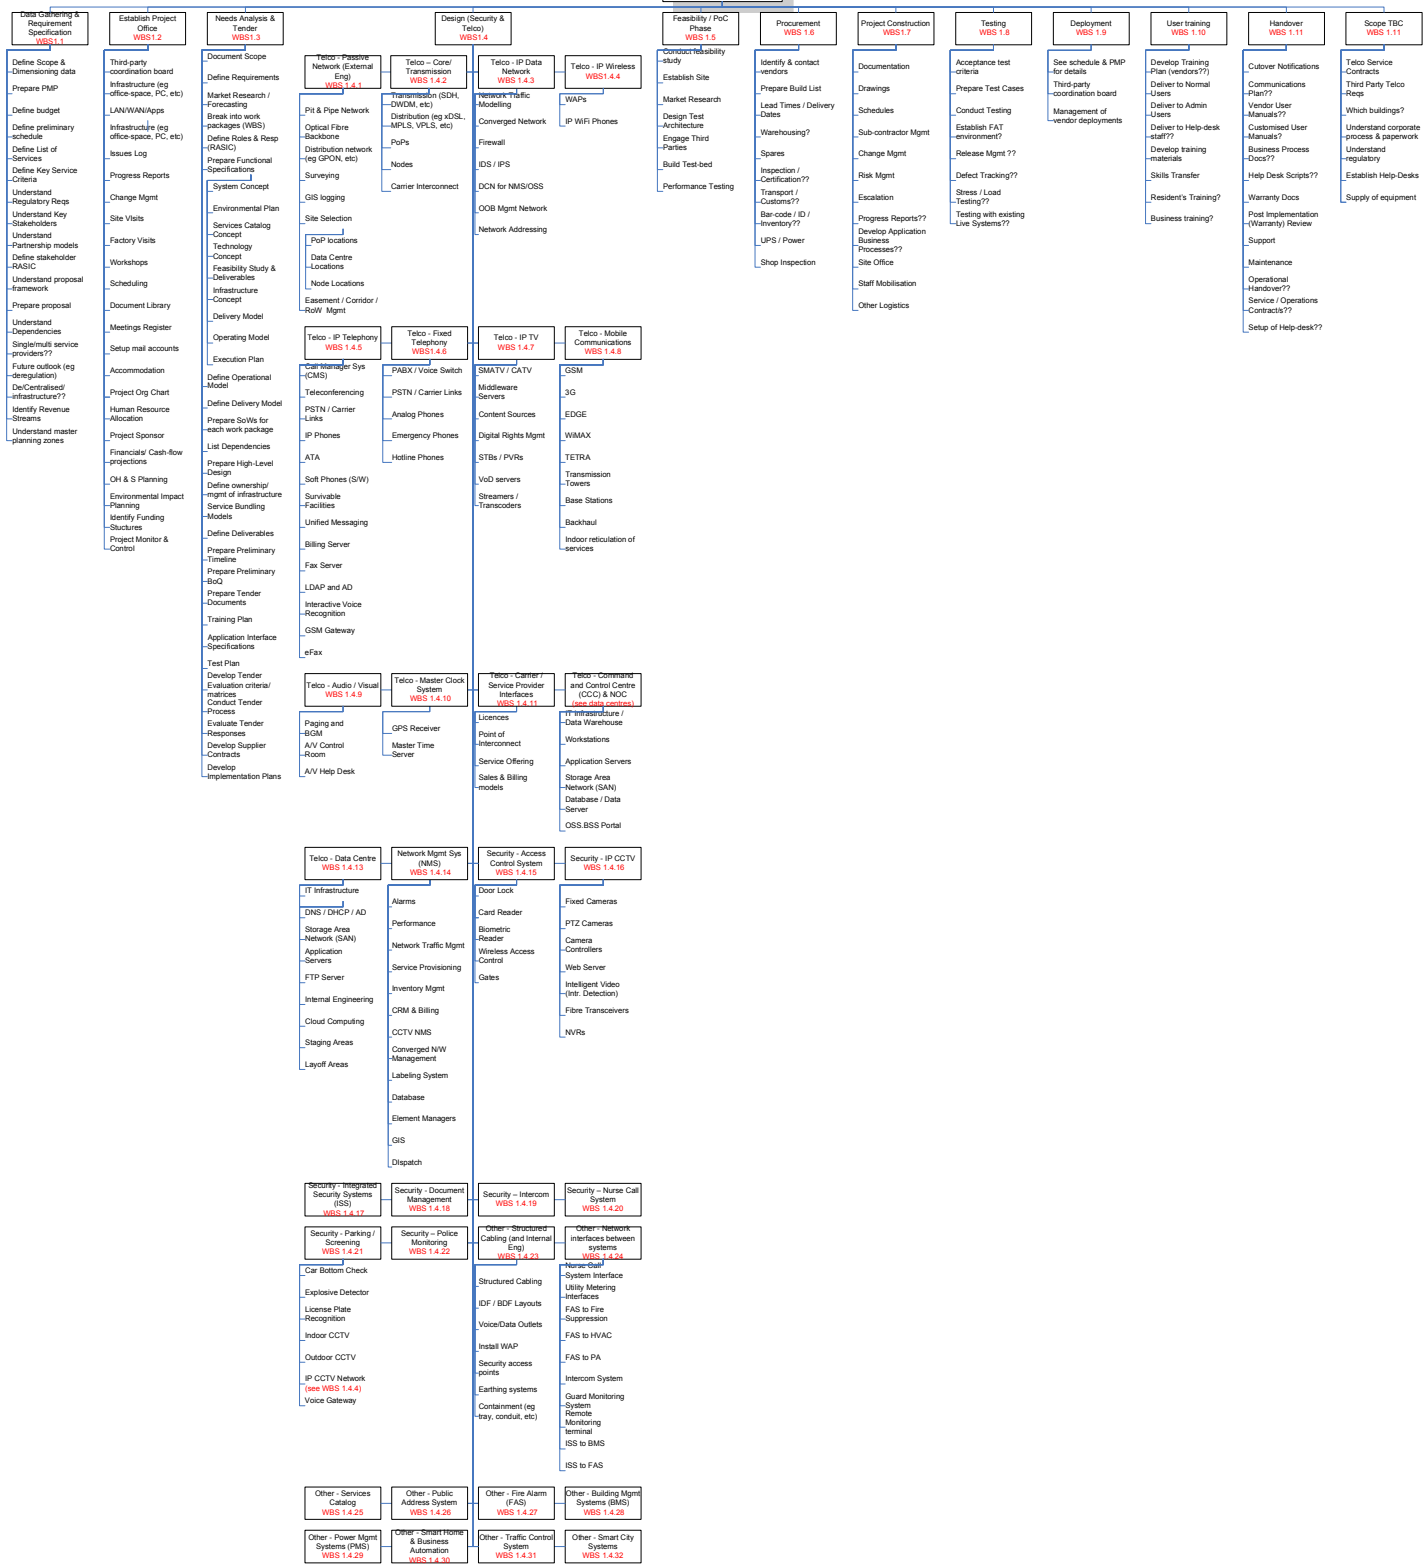 Data Gathering &
Requirement
Specification
WBS1.1
Define Scope &
Dimensioning data
Prepare PMP
Define budget
Define preliminary
schedule
Define List of
Services
Define Key Service
Criteria
Understand
Regulatory Reqs
Understand Key
Stakeholders
Understand
Partnership models
Define stakeholder
RASIC
Understand proposal
framework
Prepare proposal
Understand
Dependencies
Single/multi service
providers??
Future outlook (eg
deregulation)
De/Centralised/
infrastructure??
Identify Revenue
Streams
Understand master
planning zones
Establish Project
Office
WBS1.2
Third-party
coordination board
Infrastructure (eg
office-space, PC, etc)
LAN/WAN/Apps
Infrastructure (eg
office-space, PC, etc)
Issues Log
Progress Reports
Change Mgmt
Site VIsits
Factory Visits
Workshops
Scheduling
Document Library
Meetings Register
Setup mail accounts
Accommodation
Project Org Chart
Human Resource
Allocation
Project Sponsor
Financials/ Cash-flow
projections
OH & S Planning
Environmental Impact
Planning
Identify Funding
Stuctures
Project Monitor &
Control
Needs Analysis &
Tender
WBS1.3
Document Scope
Define Requirements
Market Research /
Forecasting
Break into work
packages (WBS)
Define Roles & Resp
(RASIC)
Prepare Functional
Specifications
System Concept
Environmental Plan
Services Catalog
Concept
Technology
Concept
Feasibility Study &
Deliverables
Infrastructure
Concept
Delivery Model
Operating Model
Execution Plan
Define Operational
Model
Define Delivery Model
Prepare SoWs for
each work package
List Dependencies
Prepare High-Level
Design
Define ownership/
mgmt of infrastructure
Service Bundling
Models
Define Deliverables
Prepare Preliminary
Timeline
Prepare Preliminary
BoQ
Prepare Tender
Documents
Training Plan
Application Interface
Specifications
Test Plan
Develop Tender
Evaluation criteria/
matrices
Conduct Tender
Process
Evaluate Tender
Responses
Develop Supplier
Contracts
Develop
Implementation Plans
Design (Security &
Telco)
WBS1.4
Telco - Passive
Network (External
Eng)
WBS 1.4.1
Pit & Pipe Network
Optical Fibre
Backbone
Distribution network
(eg GPON, etc)
Surveying
GIS logging
Site Selection
PoP locations
Data Centre
Locations
Node Locations
Easement / Corridor /
RoW Mgmt
Telco – Core/
Transmission
WBS 1.4.2
Transmission (SDH,
DWDM, etc)
Distribution (eg xDSL,
MPLS, VPLS, etc)
PoPs
Nodes
Carrier Interconnect
Telco - IP Data
Network
WBS 1.4.3
Network Traffic
Modelling
Converged Network
Firewall
IDS / IPS
DCN for NMS/OSS
OOB Mgmt Network
Network Addressing
Telco - IP Wireless
WBS1.4.4
WAPs
IP WiFi Phones
Telco - IP Telephony
WBS 1.4.5
Call Manager Sys
(CMS)
Teleconferencing
PSTN / Carrier
Links
IP Phones
ATA
Soft Phones (S/W)
Survivable
Facilities
Unified Messaging
Billing Server
Fax Server
LDAP and AD
Interactive Voice
Recognition
GSM Gateway
eFax
Telco - Fixed
Telephony
WBS1.4.6
PABX / Voice Switch
PSTN / Carrier Links
Analog Phones
Emergency Phones
Hotline Phones
Telco - IP TV
WBS 1.4.7
SMATV / CATV
Middleware
Servers
Content Sources
Digital Rights Mgmt
STBs / PVRs
VoD servers
Streamers /
Transcoders
Telco - Mobile
Communications
WBS 1.4.8
GSM
3G
EDGE
WiMAX
TETRA
Transmission
Towers
Base Stations
Backhaul
Indoor reticulation of
services
Telco - Audio / Visual
WBS 1.4.9
Paging and
BGM
A/V Control
Room
A/V Help Desk
Telco - Master Clock
System
WBS 1.4.10
GPS Receiver
Master Time
Server
Telco - Carrier /
Service Provider
Interfaces
WBS 1.4.11
Licences
Point of
Interconnect
Service Offering
Sales & Billing
models
Telco - Command
and Control Centre
(CCC) & NOC
(see data centres)
IT Infrastructure /
Data Warehouse
Workstations
Application Servers
Storage Area
Network (SAN)
Database / Data
Server
OSS.BSS Portal
Telco - Data Centre
WBS 1.4.13
IT Infrastructure
DNS / DHCP / AD
Storage Area
Network (SAN)
Application
Servers
FTP Server
Internal Engineering
Cloud Computing
Staging Areas
Layoff Areas
Network Mgmt Sys
(NMS)
WBS 1.4.14
Alarms
Performance
Network Traffic Mgmt
Service Provisioning
Inventory Mgmt
CRM & Billing
CCTV NMS
Converged N/W
Management
Labeling System
Database
Element Managers
GIS
DIspatch
Security - Access
Control System
WBS 1.4.15
Door Lock
Card Reader
Biometric
Reader
Wireless Access
Control
Gates
Security - IP CCTV
WBS 1.4.16
Fixed Cameras
PTZ Cameras
Camera
Controllers
Web Server
Intelligent Video
(Intr. Detection)
Fibre Transceivers
NVRs
Security - Integrated
Security Systems
(ISS)
WBS 1.4.17
Security - Document
Management
WBS 1.4.18
Security – Intercom
WBS 1.4.19
Security – Nurse Call
System
WBS 1.4.20
Security - Parking /
Screening
WBS 1.4.21
Car Bottom Check
Explosive Detector
License Plate
Recognition
Indoor CCTV
Outdoor CCTV
IP CCTV Network
(see WBS 1.4.4)
Voice Gateway
Security – Police
Monitoring
WBS 1.4.22
Other - Structured
Cabling (and Internal
Eng)
WBS 1.4.23
Structured Cabling
IDF / BDF Layouts
Voice/Data Outlets
Install WAP
Security access
points
Earthing systems
Containment (eg
tray, conduit, etc)
Other - Network
interfaces between
systems
WBS 1.4.24
Nurse Call
System Interface
Utility Metering
Interfaces
FAS to Fire
Suppression
FAS to HVAC
FAS to PA
Intercom System
Guard Monitoring
System
Remote
Monitoring
terminal
ISS to BMS
ISS to FAS
Other - Services
Catalog
WBS 1.4.25
Other - Public
Address System
WBS 1.4.26
Other - Fire Alarm
(FAS)
WBS 1.4.27
Other - Building Mgmt
Systems (BMS)
WBS 1.4.28
Other - Power Mgmt
Systems (PMS)
WBS 1.4.29
Other - Smart Home
& Business
Automation
WBS 1.4.30
Other - Traffic Control
System
WBS 1.4.31
Other - Smart City
Systems
WBS 1.4.32
Feasibility / PoC
Phase
WBS 1.5
Conduct feasibility
study
Establish Site
Market Research
Design Test
Architecture
Engage Third
Parties
Build Test-bed
Performance Testing
Procurement
WBS 1.6
Identify & contact
vendors
Prepare Build List
Lead Times / Delivery
Dates
Warehousing?
Spares
Inspection /
Certification??
Transport /
Customs??
Bar-code / ID /
Inventory??
UPS / Power
Shop Inspection
Project Construction
WBS1.7
Documentation
Drawings
Schedules
Sub-contractor Mgmt
Change Mgmt
Risk Mgmt
Escalation
Progress Reports??
Develop Application
Business
Processes??
Site Office
Staff Mobilisation
Other Logistics
Testing
WBS 1.8
Acceptance test
criteria
Prepare Test Cases
Conduct Testing
Establish FAT
environment?
Release Mgmt ??
Defect Tracking??
Stress / Load
Testing??
Testing with existing
Live Systems??
Deployment
WBS 1.9
See schedule & PMP
for details
Third-party
coordination board
Management of
vendor deployments
User training
WBS 1.10
Develop Training
Plan (vendors??)
Deliver to Normal
Users
Deliver to Admin
Users
Deliver to Help-desk
staff??
Develop training
materials
Skills Transfer
Resident's Training?
Business training?
Handover
WBS 1.11
Cutover Notifications
Communications
Plan??
Vendor User
Manuals??
Customised User
Manuals?
Business Process
Docs??
Help Desk Scripts??
Warranty Docs
Post Implementation
(Warranty) Review
Support
Maintenance
Operational
Handover??
Service / Operations
Contract/s??
Setup of Help-desk??
Scope TBC
WBS 1.11
Telco Service
Contracts
Third Party Telco
Reqs
Which buildings?
Understand corporate
process & paperwork
Understand
regulatory
Establish Help-Desks
Supply of equipment